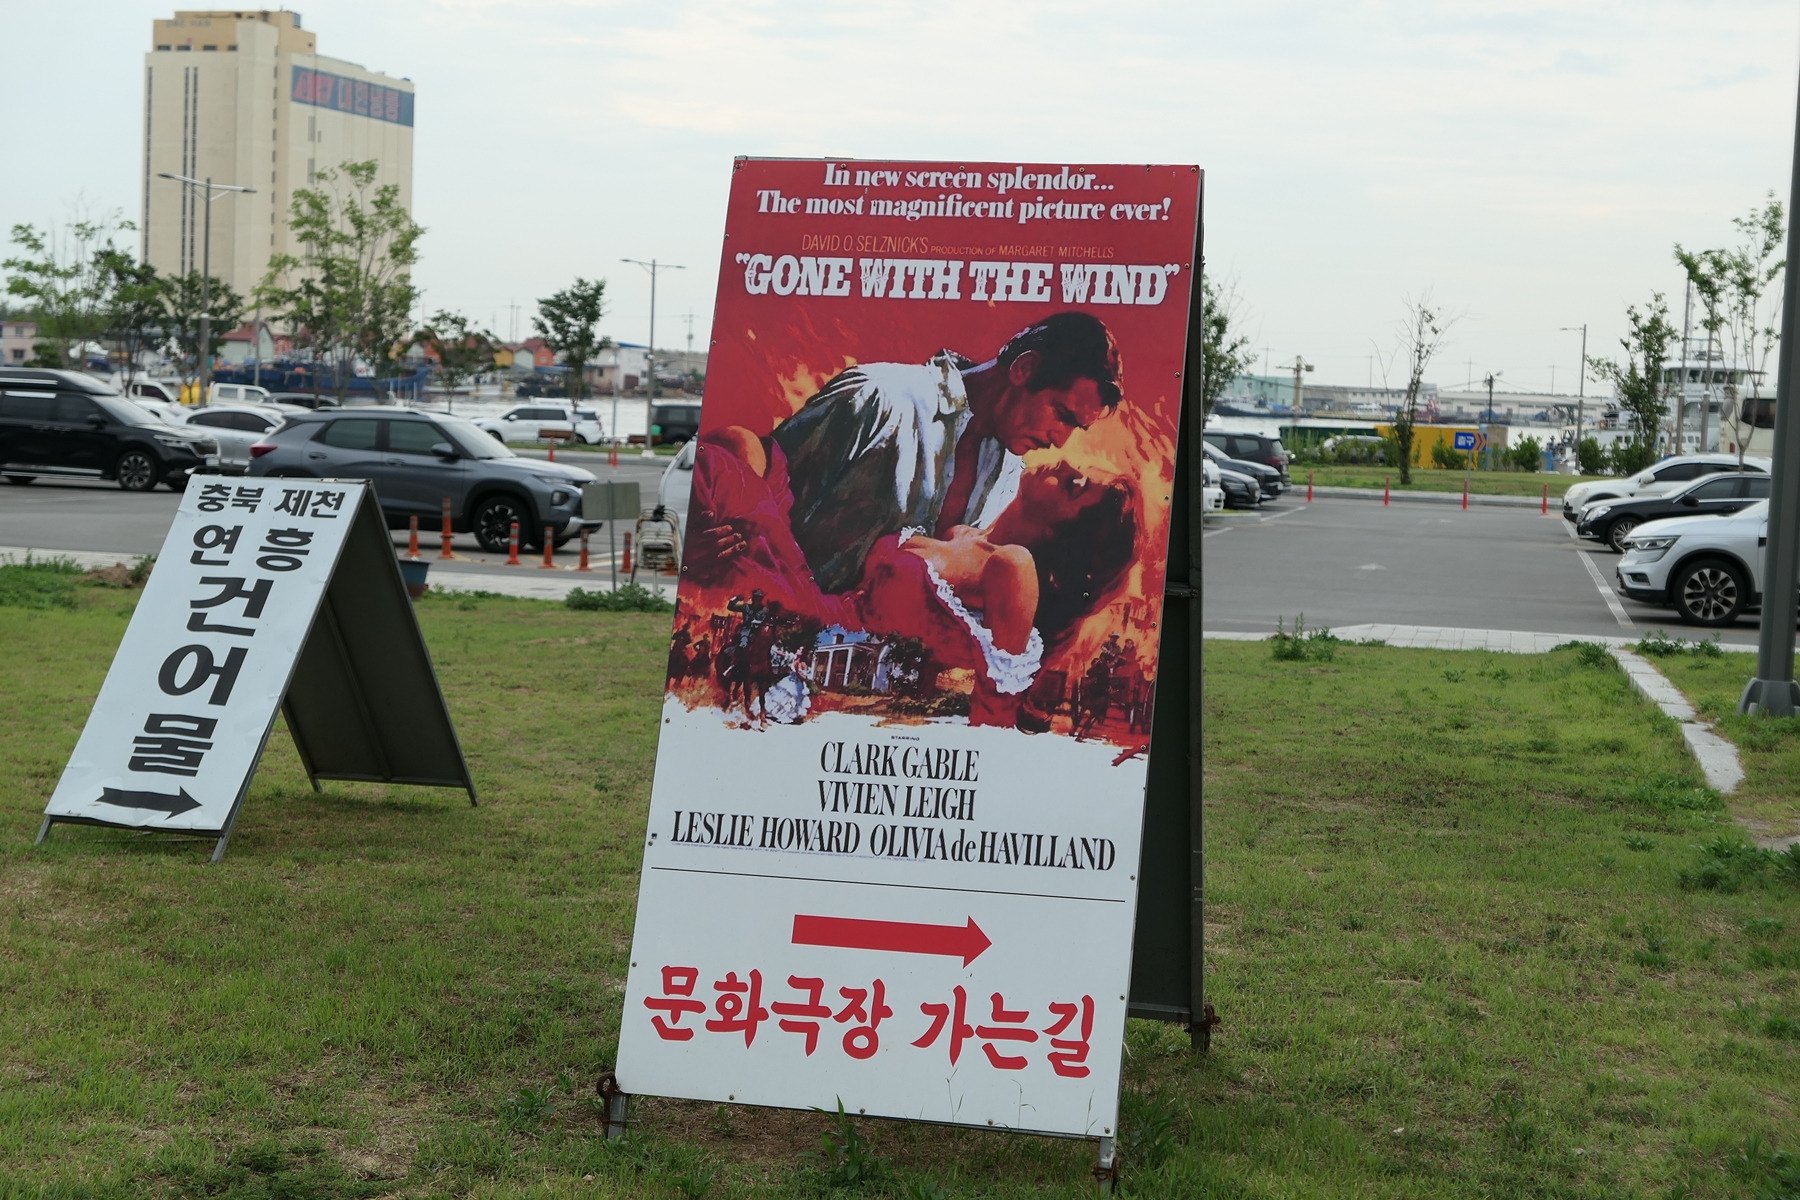 충북 제천
연흥
건
어
물
In new screen splendor...
The most magnificent picture ever!
DAVID O. SELZNICK'S PRODUCTION OF MARGARET MITCHELL'S
"GONE WITH THE WIND"
STARRING
CLARK GABLE
VIVIEN LEIGH
LESLIE HOWARD OLIVIA de HAVILLAND
문화극장 가는길
출구